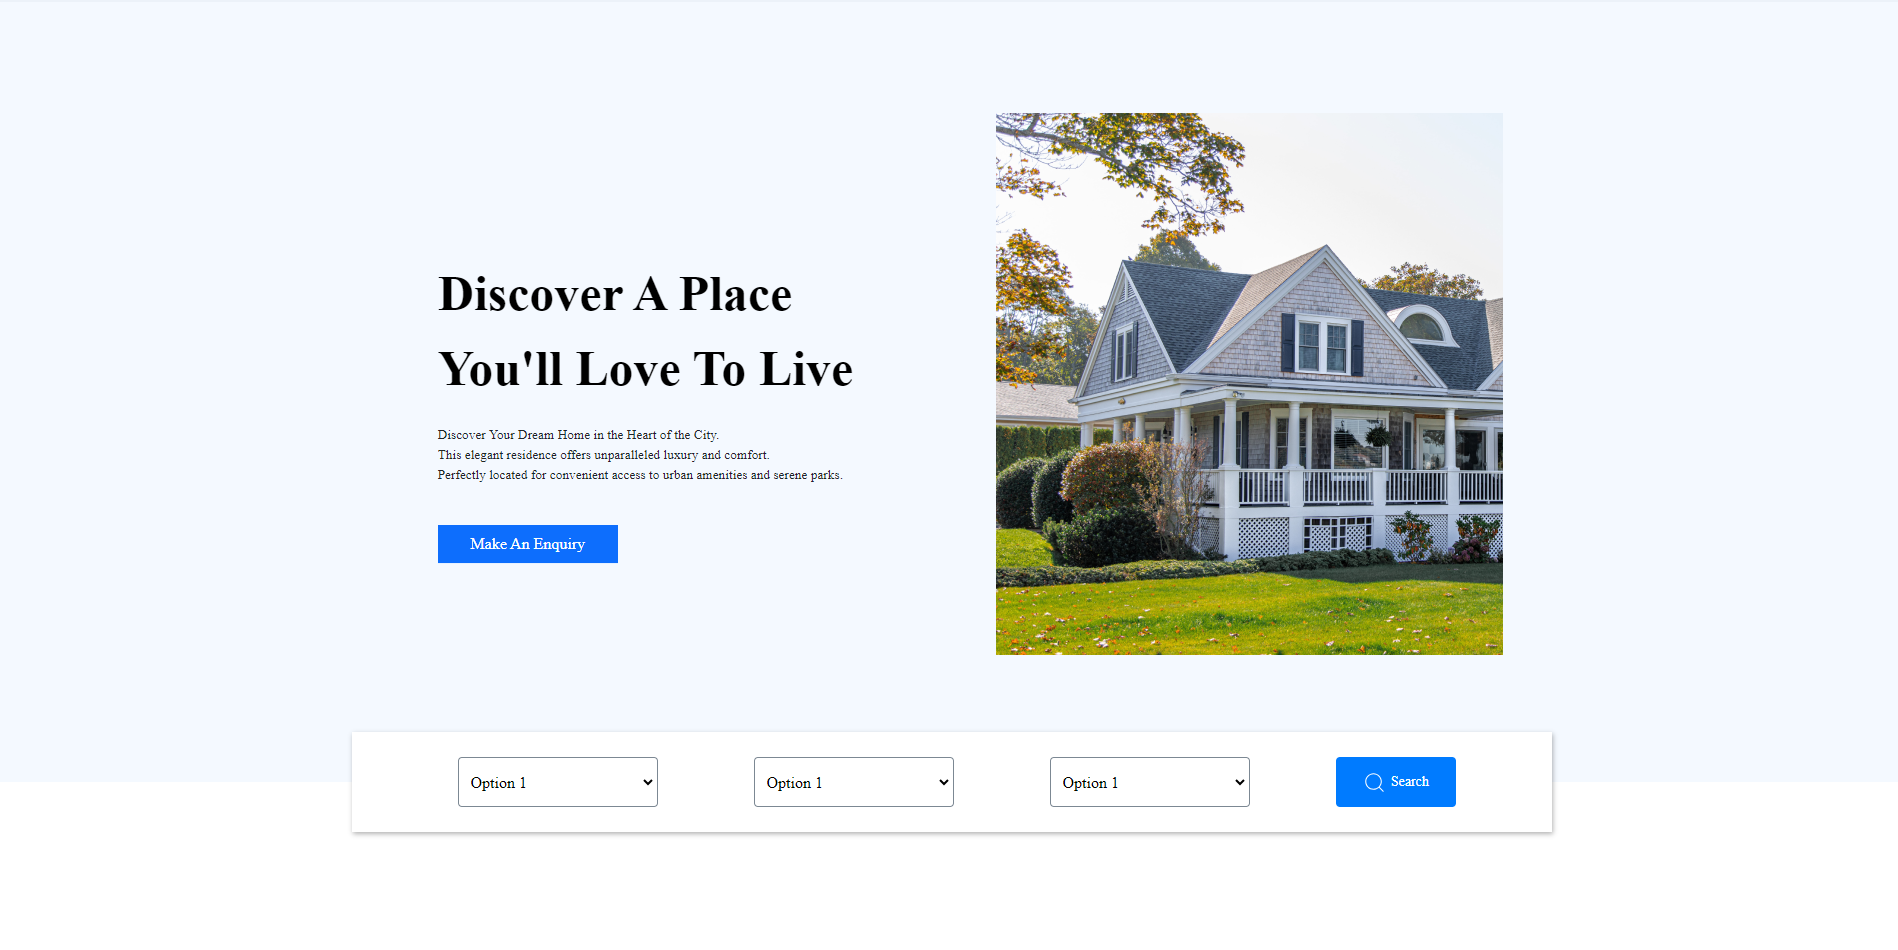 Discover A Place
You'll Love To Live
Discover Your Dream Home in the Heart of the City.
This elegant residence offers unparalleled luxury and comfort.
Perfectly located for convenient access to urban amenities and serene parks.
Make An Enquiry
Option 1
Option 1
Option 1
Search